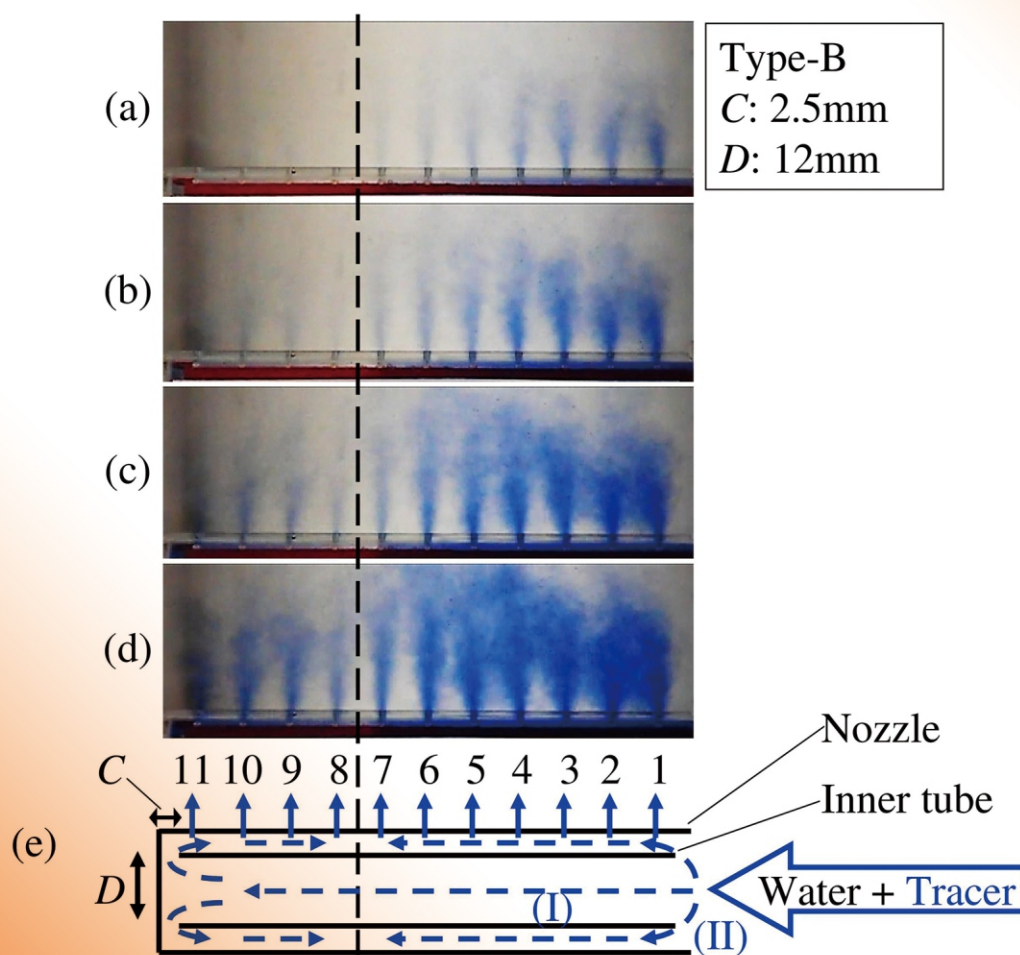 Type-B
C: 2.5mm
D: 12mm
(a)
(b)
(c)
(d)
Nozzle
C
11 10 9 8 7 6 5 4 3 2 1
Inner tube
(e)
D
Water + Tracer
(I)
(II)